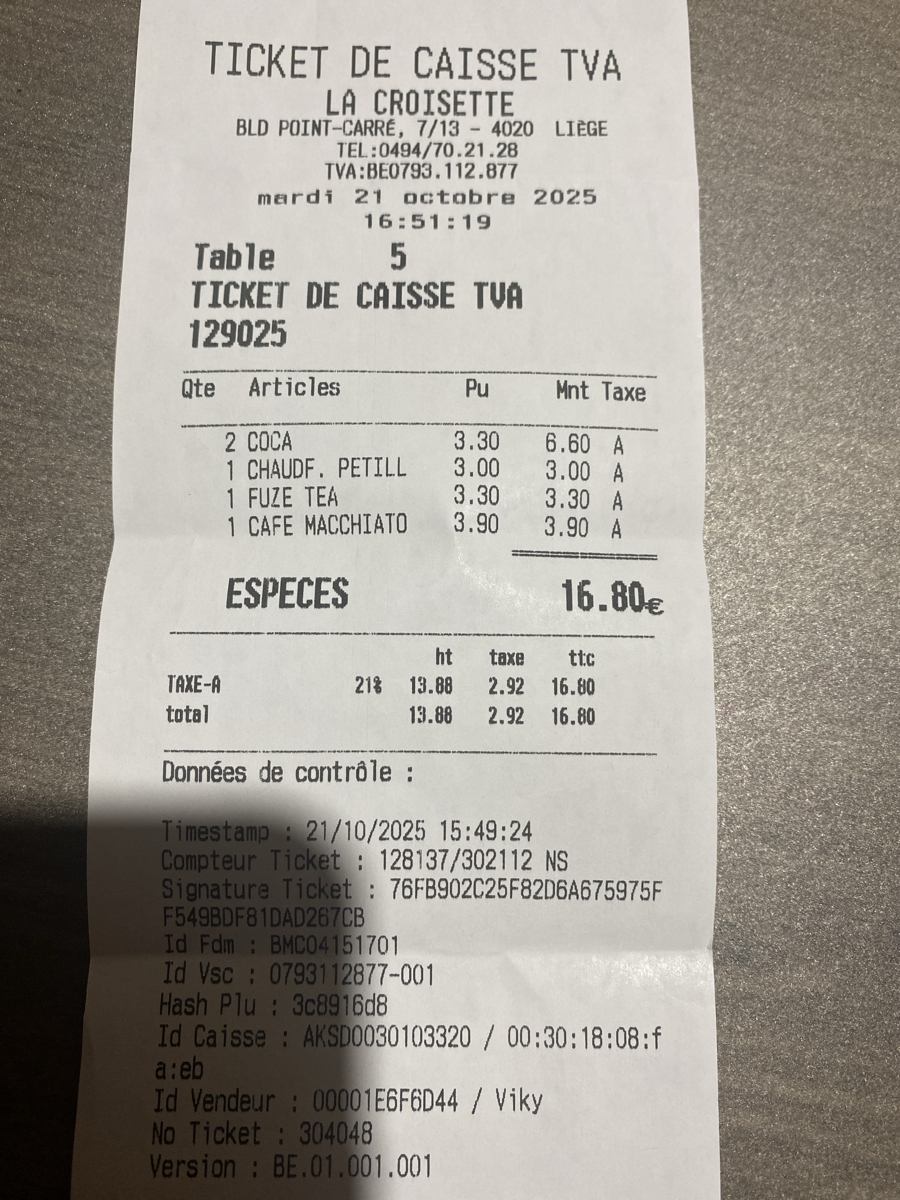 TICKET DE CAISSE TVA
LA CROISETTE
BLD POINT-CARRÉ, 7/13 - 4020 LIÈGE
TEL:0494/70.21.28
TVA:BE0793.112.877
mardi 21 octobre 2025
16:51:19
Table 5
TICKET DE CAISSE TVA
129025
Qte Articles Pu Mnt Taxe
2 COCA 3.30 6.60 A
1 CHAUDF. PETILL 3.00 3.00 A
1 FUZE TEA 3.30 3.30 A
1 CAFE MACCHIATO 3.90 3.90 A
ESPECES 16.80€
ht taxe ttc
TAXE-A 21% 13.88 2.92 16.80
total 13.88 2.92 16.80
Données de contrôle :
Timestamp : 21/10/2025 15:49:24
Compteur Ticket : 128137/302112 NS
Signature Ticket : 76FB902C25F82D6A675975F
F549BDF81DAD267CB
Id Fdm : BMC04151701
Id Vsc : 0793112877-001
Hash Plu : 3c8916d8
Id Caisse : AKSD0030103320 / 00:30:18:08:f
a:eb
Id Vendeur : 00001E6F6D44 / Viky
No Ticket : 304048
Version : BE.01.001.001